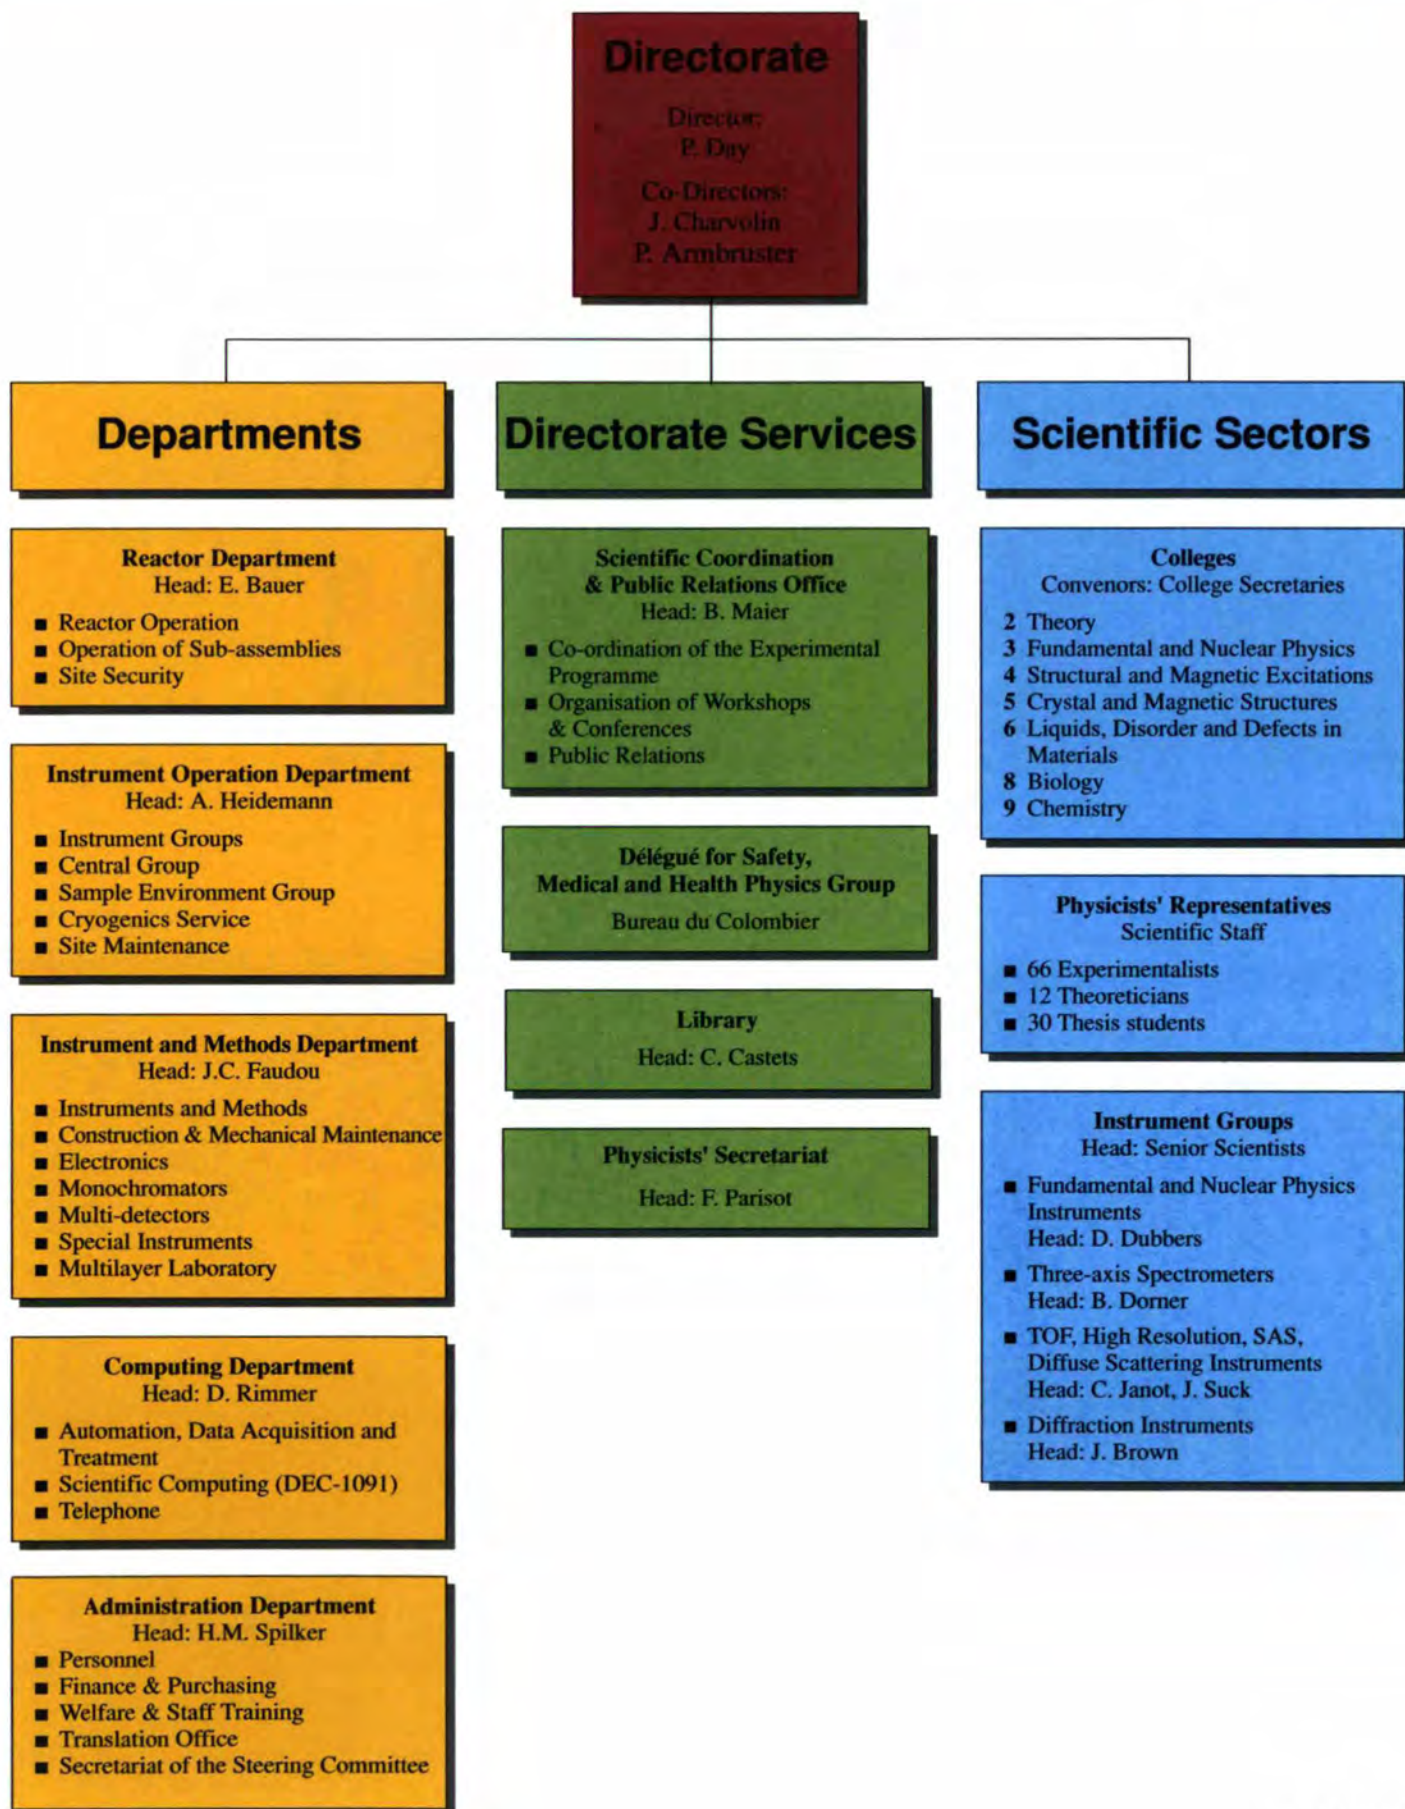 Directorate
Director:
P. Day
Co-Directors:
J. Charvolin
P. Armbruster
Departments
Reactor Department
Head: E. Bauer
■ Reactor Operation
■ Operation of Sub-assemblies
■ Site Security
Instrument Operation Department
Head: A. Heidemann
■ Instrument Groups
■ Central Group
■ Sample Environment Group
■ Cryogenics Service
■ Site Maintenance
Instrument and Methods Department
Head: J.C. Faudou
■ Instruments and Methods
■ Construction & Mechanical Maintenance
■ Electronics
■ Monochromators
■ Multi-detectors
■ Special Instruments
■ Multilayer Laboratory
Computing Department
Head: D. Rimmer
■ Automation, Data Acquisition and
Treatment
■ Scientific Computing (DEC-1091)
■ Telephone
Administration Department
Head: H.M. Spilker
■ Personnel
■ Finance & Purchasing
■ Welfare & Staff Training
■ Translation Office
■ Secretariat of the Steering Committee
Directorate Services
Scientific Coordination
& Public Relations Office
Head: B. Maier
■ Co-ordination of the Experimental
Programme
■ Organisation of Workshops
& Conferences
■ Public Relations
Délégué for Safety,
Medical and Health Physics Group
Bureau du Colombier
Library
Head: C. Castets
Physicists' Secretariat
Head: F. Parisot
Scientific Sectors
Colleges
Convenors: College Secretaries
2 Theory
3 Fundamental and Nuclear Physics
4 Structural and Magnetic Excitations
5 Crystal and Magnetic Structures
6 Liquids, Disorder and Defects in
Materials
8 Biology
9 Chemistry
Physicists' Representatives
Scientific Staff
■ 66 Experimentalists
■ 12 Theoreticians
■ 30 Thesis students
Instrument Groups
Head: Senior Scientists
■ Fundamental and Nuclear Physics
Instruments
Head: D. Dubbers
■ Three-axis Spectrometers
Head: B. Dorner
■ TOF, High Resolution, SAS,
Diffuse Scattering Instruments
Head: C. Janot, J. Suck
■ Diffraction Instruments
Head: J. Brown